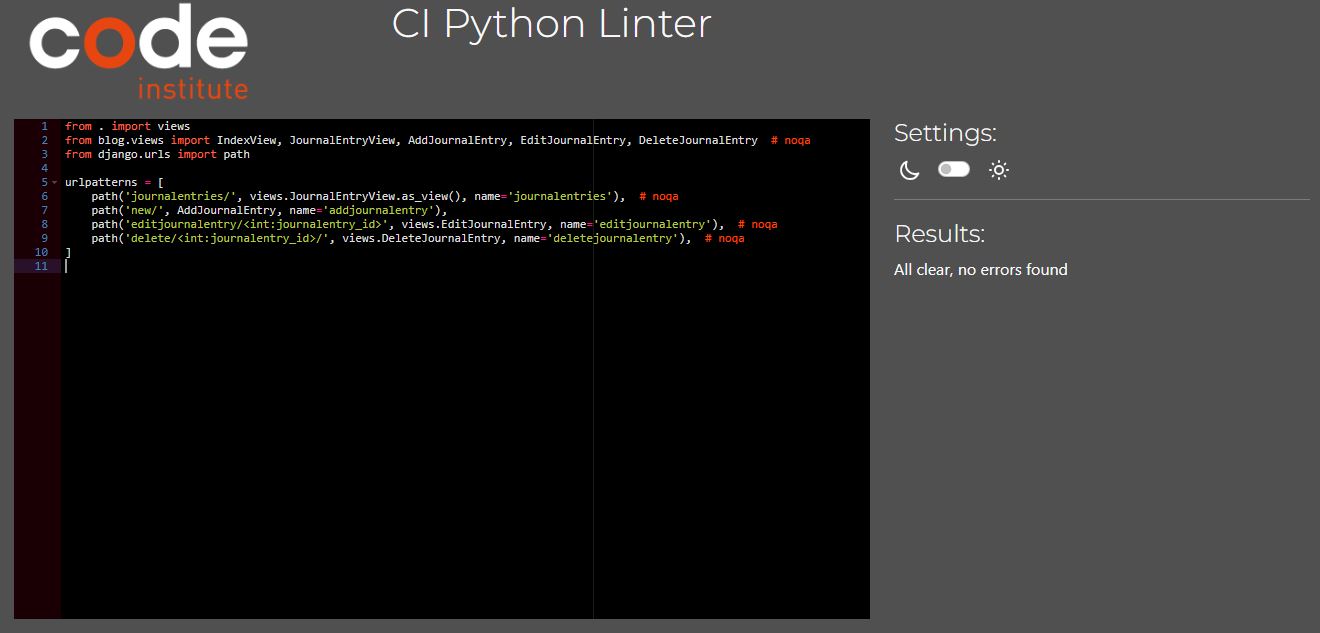 code
institute
CI Python Linter
1 from . import views
2 from blog.views import IndexView, JournalEntryView, AddJournalEntry, EditJournalEntry, DeleteJournalEntry  # noqa
3 from django.urls import path
4
5 urlpatterns = [
6     path('journalentries/', views.JournalEntryView.as_view(), name='journalentries'),  # noqa
7     path('new/', AddJournalEntry, name='addjournalentry'),
8     path('editjournalentry/<int:journalentry_id>', views.EditJournalEntry, name='editjournalentry'),  # noqa
9     path('delete/<int:journalentry_id>/', views.DeleteJournalEntry, name='deletejournalentry'),  # noqa
10 ]
11
Settings:
Results:
All clear, no errors found